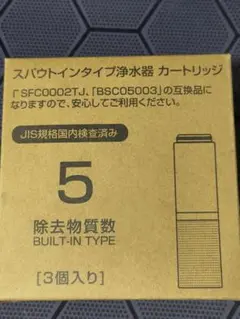 スパウトインタイプ浄水器 カートリッジ
「SFC0002TJ、「BSC05003」の互換品に
なりますので、安心してご利用ください。
JIS規格国内検査済み
5
除去物質数
BUILT-IN TYPE
[3個入り]